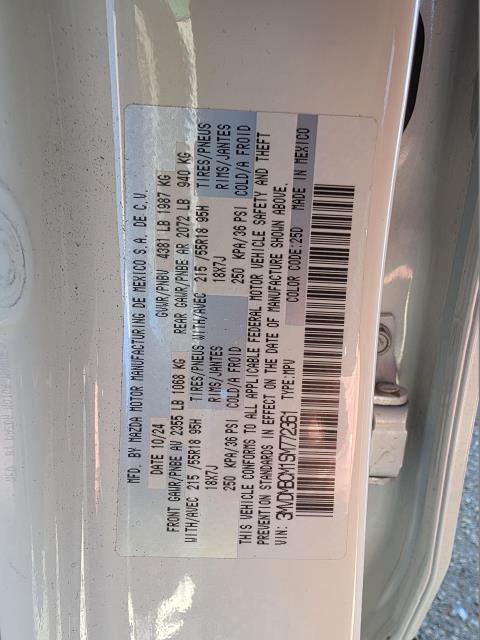 MFD. BY MAZDA MOTOR MANUFACTURING DE MEXICO S.A. DE C.V.
DATE 10/24 GVWR/PNBV 4381 LB 1987 KG
FRONT GAWR/PNBE AV 2355 LB 1068 KG REAR GAWR/PNBE AR 2072 LB 940 KG
WITH/AVEC 215 /55R18 95H TIRES/PNEUS WITH/AVEC 215 /55R18 95H TIRES/PNEUS
18X7J RIMS/JANTES 18X7J RIMS/JANTES
250 KPA/36 PSI COLD/A FROID 250 KPA/36 PSI COLD/A FROID
THIS VEHICLE CONFORMS TO ALL APPLICABLE FEDERAL MOTOR VEHICLE SAFETY AND THEFT
PREVENTION STANDARDS IN EFFECT ON THE DATE OF MANUFACTURE SHOWN ABOVE.
VIN: 3MVDMBCM1SM772361 TYPE:MPV COLOR CODE:25D MADE IN MEXICO